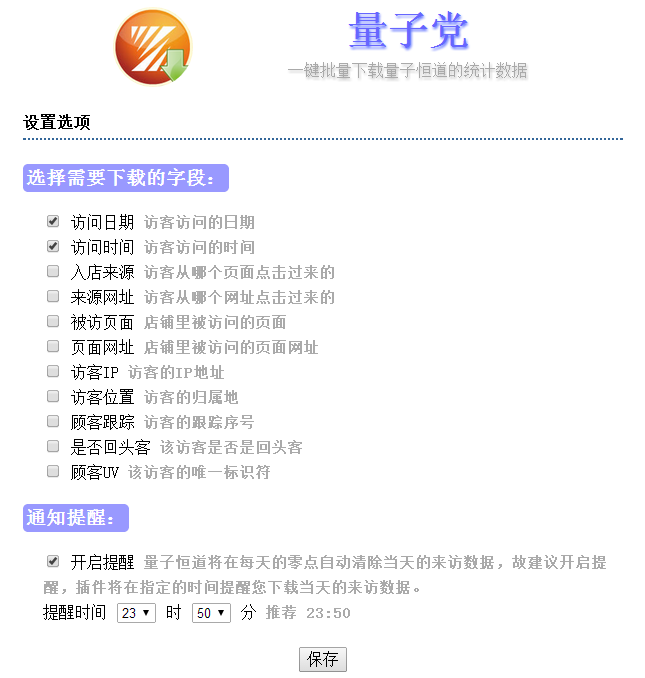 量子党
一键批量下载量子恒道的统计数据
设置选项
选择需要下载的字段：
访问日期 访客访问的日期
访问时间 访客访问的时间
入店来源 访客从哪个页面点击过来的
来源网址 访客从哪个网址点击过来的
被访页面 店铺里被访问的页面
页面网址 店铺里被访问的页面网址
访客IP 访客的IP地址
访客位置 访客的归属地
顾客跟踪 访客的跟踪序号
是否回头客 该访客是否是回头客
顾客UV 该访客的唯一标识符
通知提醒：
开启提醒 量子恒道将在每天的零点自动清除当天的来访数据，故建议开启提
醒，插件将在指定的时间提醒您下载当天的来访数据。
提醒时间 23 时 50 分 推荐 23:50
保存